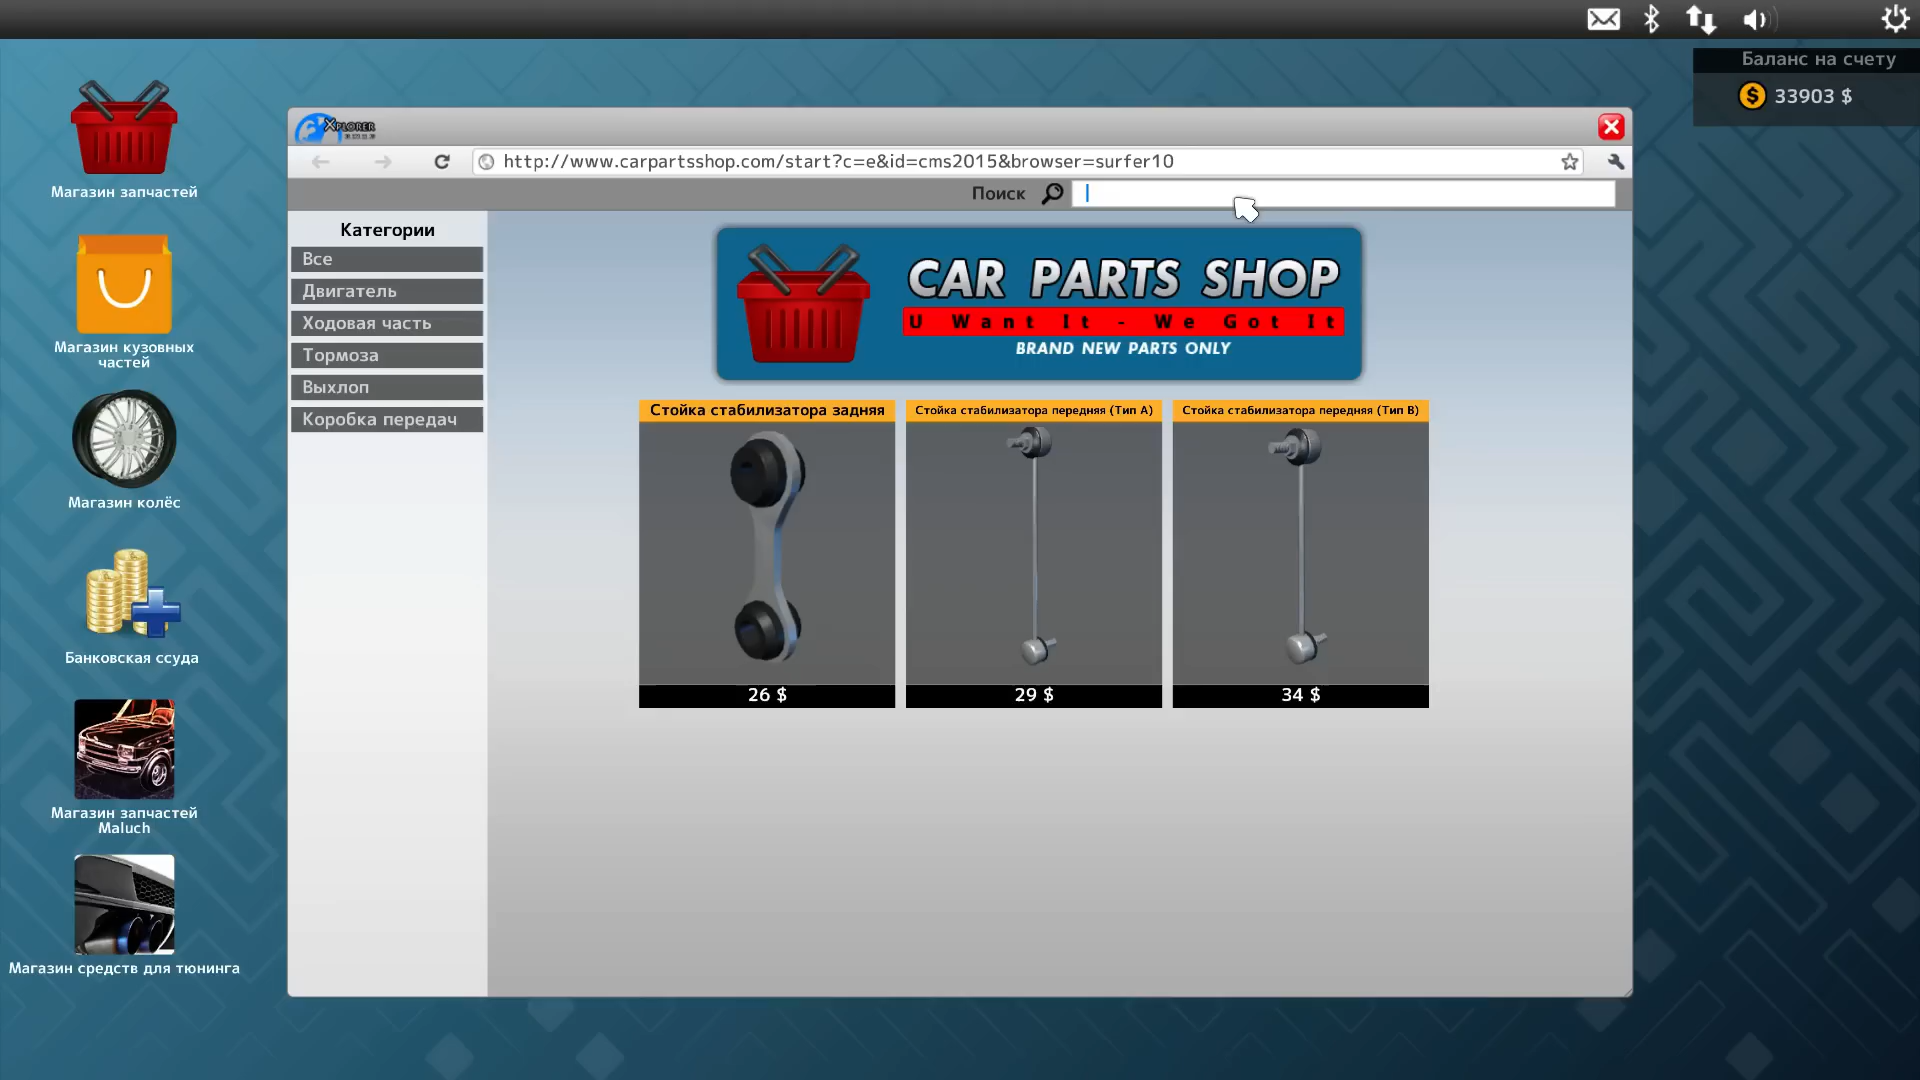 Баланс на счету
33903 $
Магазин запчастей
Магазин кузовных
частей
Магазин колёс
Банковская ссуда
Магазин запчастей
Maluch
Магазин средств для тюнинга
XPLORER
http://www.carpartsshop.com/start?c=e&id=cms2015&browser=surfer10
Поиск
Категории
Все
Двигатель
Ходовая часть
Тормоза
Выхлоп
Коробка передач
CAR PARTS SHOP
U Want It - We Got It
BRAND NEW PARTS ONLY
Стойка стабилизатора задняя
26 $
Стойка стабилизатора передняя (Тип A)
29 $
Стойка стабилизатора передняя (Тип B)
34 $